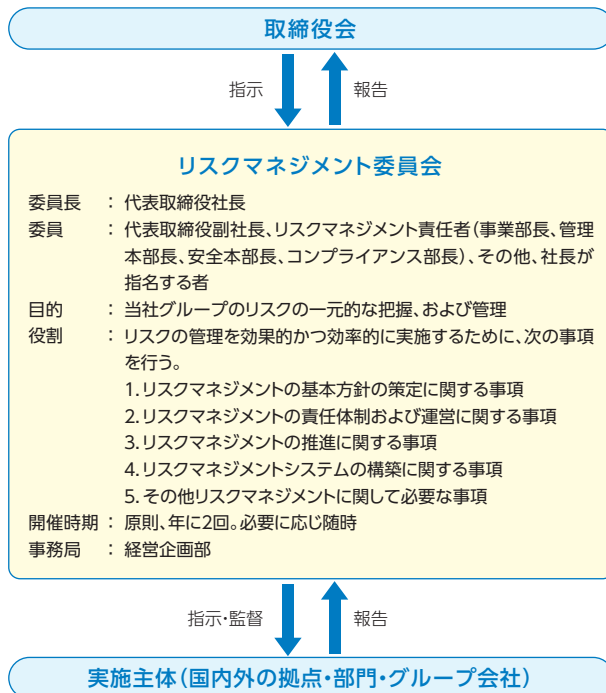 取締役会
指示 報告
リスクマネジメント委員会
委員長 : 代表取締役社長
委員 : 代表取締役副社長、リスクマネジメント責任者(事業部長、管理
本部長、安全本部長、コンプライアンス部長)、その他、社長が
指名する者
目的 : 当社グループのリスクの一元的な把握、および管理
役割 : リスクの管理を効果的かつ効率的に実施するために、次の事項
を行う。
1.リスクマネジメントの基本方針の策定に関する事項
2.リスクマネジメントの責任体制および運営に関する事項
3.リスクマネジメントの推進に関する事項
4.リスクマネジメントシステムの構築に関する事項
5.その他リスクマネジメントに関して必要な事項
開催時期 : 原則、年に2回。必要に応じ随時
事務局 : 経営企画部
指示・監督 報告
実施主体(国内外の拠点・部門・グループ会社)